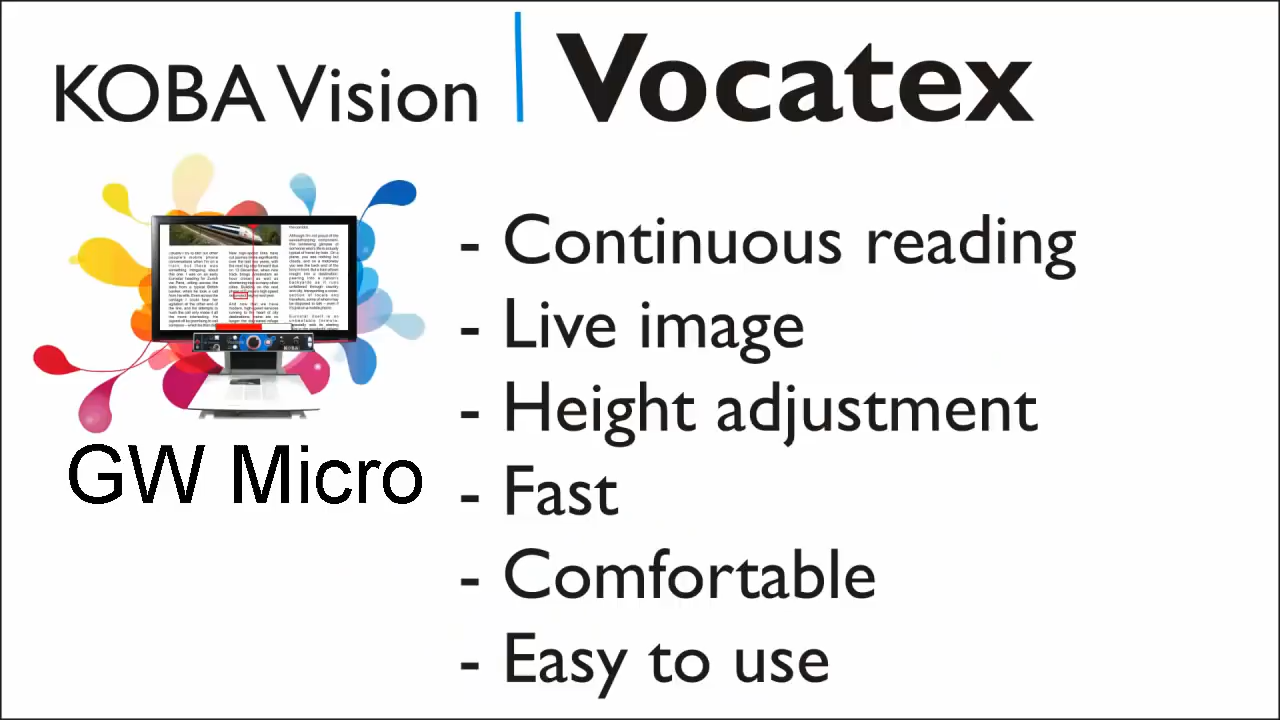 KOBA Vision | Vocatex
- Continuous reading
- Live image
- Height adjustment
- Fast
- Comfortable
- Easy to use
GW Micro